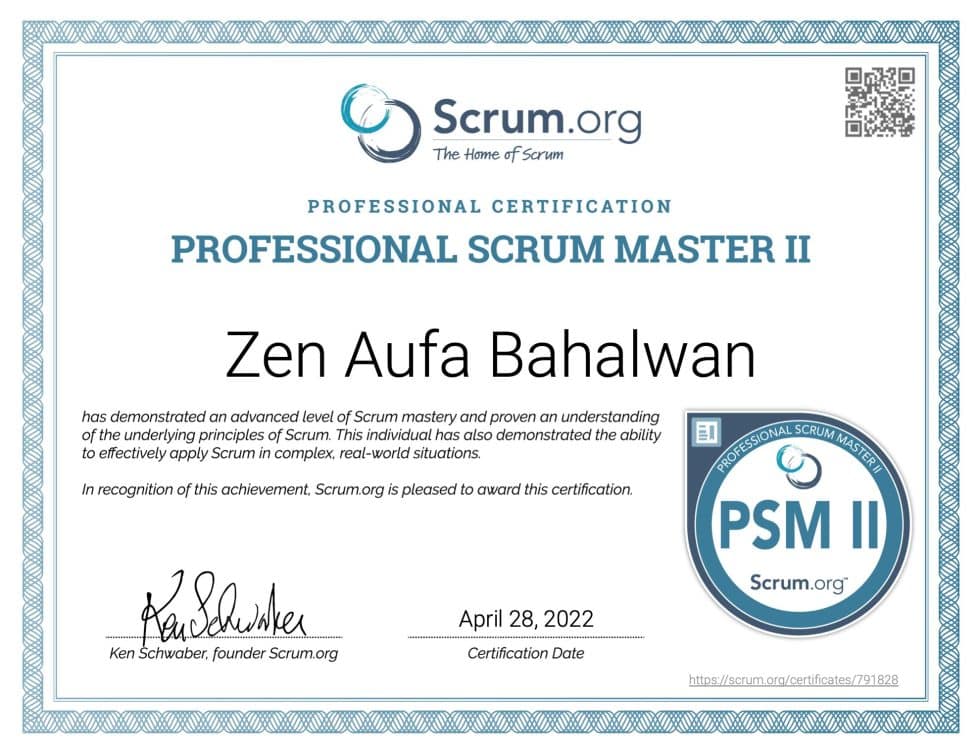 Scrum.org
The Home of Scrum
PROFESSIONAL CERTIFICATION
PROFESSIONAL SCRUM MASTER II
Zen Aufa Bahalwan
has demonstrated an advanced level of Scrum mastery and proven an understanding
of the underlying principles of Scrum. This individual has also demonstrated the ability
to effectively apply Scrum in complex, real-world situations.
In recognition of this achievement, Scrum.org is pleased to award this certification.
PROFESSIONAL SCRUM MASTER II
PSM II
Scrum.org™
Ken Schwaber
Ken Schwaber, founder Scrum.org
April 28, 2022
Certification Date
https://scrum.org/certificates/791828